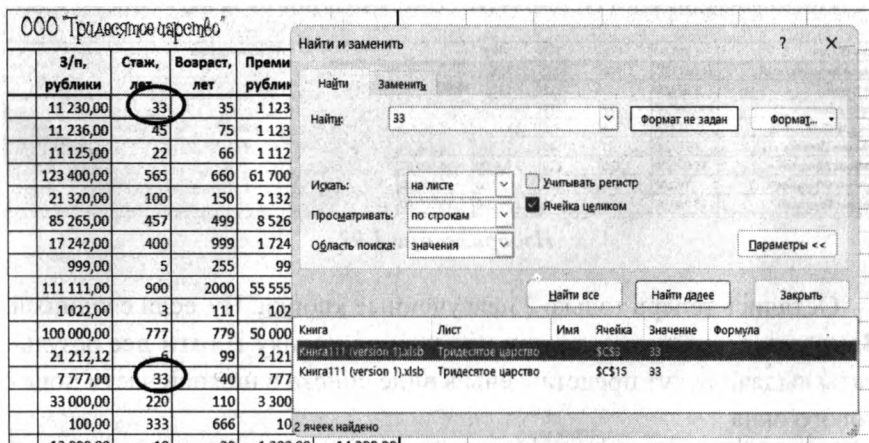 ООО "Тридесятое царство"
З/п, рублики Стаж, лет Возраст, лет Преми рублик
11 230,00 33 35 1 123
11 236,00 45 75 1 123
11 125,00 22 66 1 112
123 400,00 565 660 61 700
21 320,00 100 150 2 132
85 265,00 457 499 8 526
17 242,00 400 999 1 724
999,00 5 255 99
111 111,00 900 2000 55 555
1 022,00 3 111 102
100 000,00 777 779 50 000
21 212,12 6 99 2 121
7 777,00 33 40 777
33 000,00 220 110 3 300
100,00 333 666 10
Найти и заменить ? ×
Найти Заменить
Найти: 33 Формат не задан Формат...
Искать: на листе Учитывать регистр
Просматривать: по строкам Ячейка целиком
Область поиска: значения Параметры <<
Найти все Найти далее Закрыть
Книга Лист Имя Ячейка Значение Формула
Книга111 (version 1).xlsb Тридесятое царство $C$3 33
Книга111 (version 1).xlsb Тридесятое царство $C$15 33
2 ячеек найдено